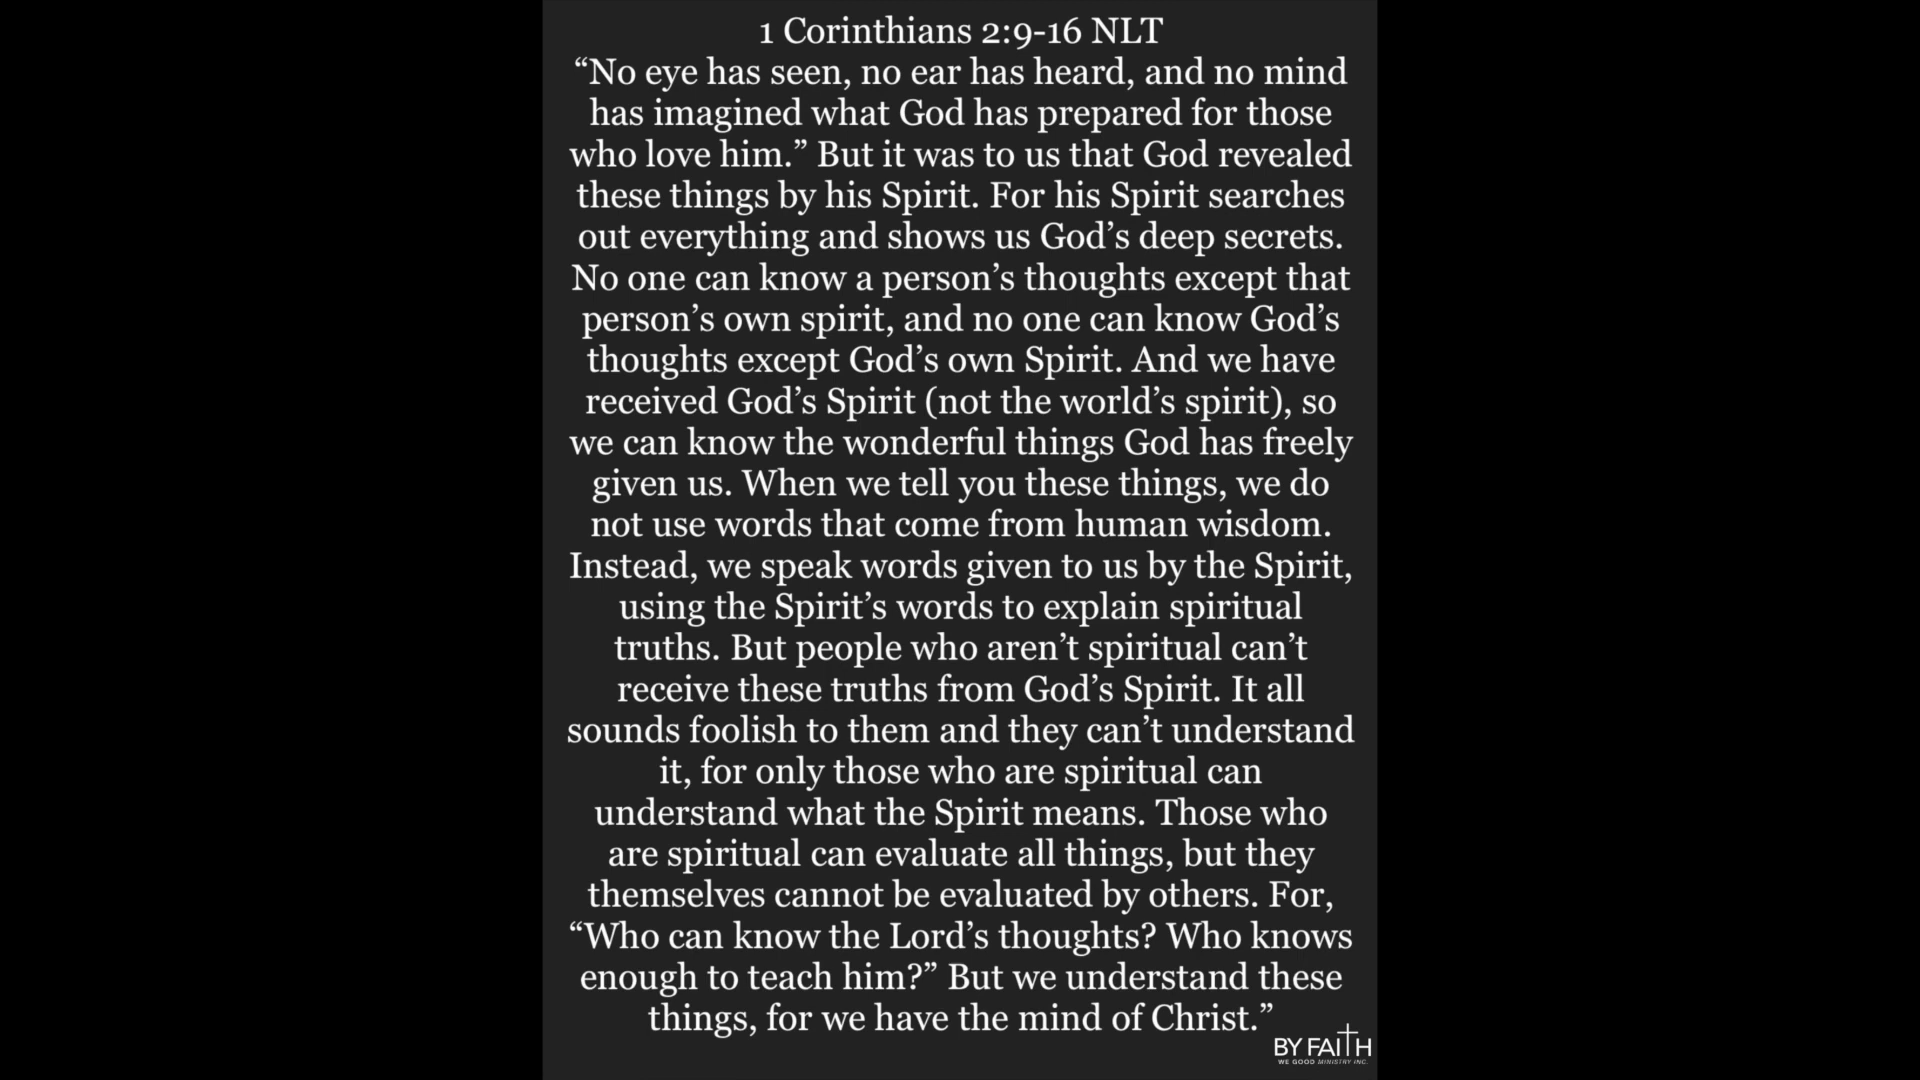 1 Corinthians 2:9-16 NLT
“No eye has seen, no ear has heard, and no mind
has imagined what God has prepared for those
who love him.” But it was to us that God revealed
these things by his Spirit. For his Spirit searches
out everything and shows us God’s deep secrets.
No one can know a person’s thoughts except that
person’s own spirit, and no one can know God’s
thoughts except God’s own Spirit. And we have
received God’s Spirit (not the world’s spirit), so
we can know the wonderful things God has freely
given us. When we tell you these things, we do
not use words that come from human wisdom.
Instead, we speak words given to us by the Spirit,
using the Spirit’s words to explain spiritual
truths. But people who aren’t spiritual can’t
receive these truths from God’s Spirit. It all
sounds foolish to them and they can’t understand
it, for only those who are spiritual can
understand what the Spirit means. Those who
are spiritual can evaluate all things, but they
themselves cannot be evaluated by others. For,
“Who can know the Lord’s thoughts? Who knows
enough to teach him?” But we understand these
things, for we have the mind of Christ.”
BY FAITH
WE GOOD MINISTRY INC.